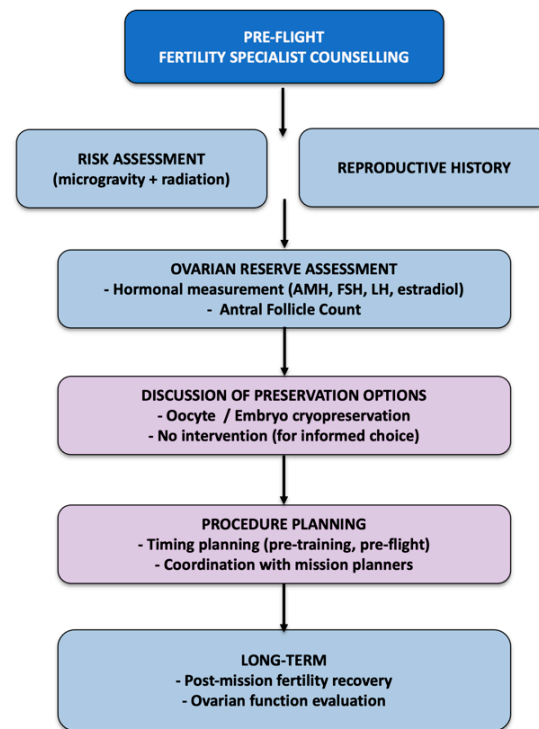 PRE-FLIGHT
FERTILITY SPECIALIST COUNSELLING
RISK ASSESSMENT
(microgravity + radiation)
REPRODUCTIVE HISTORY
OVARIAN RESERVE ASSESSMENT
- Hormonal measurement (AMH, FSH, LH, estradiol)
- Antral Follicle Count
DISCUSSION OF PRESERVATION OPTIONS
- Oocyte / Embryo cryopreservation
- No intervention (for informed choice)
PROCEDURE PLANNING
- Timing planning (pre-training, pre-flight)
- Coordination with mission planners
LONG-TERM
- Post-mission fertility recovery
- Ovarian function evaluation